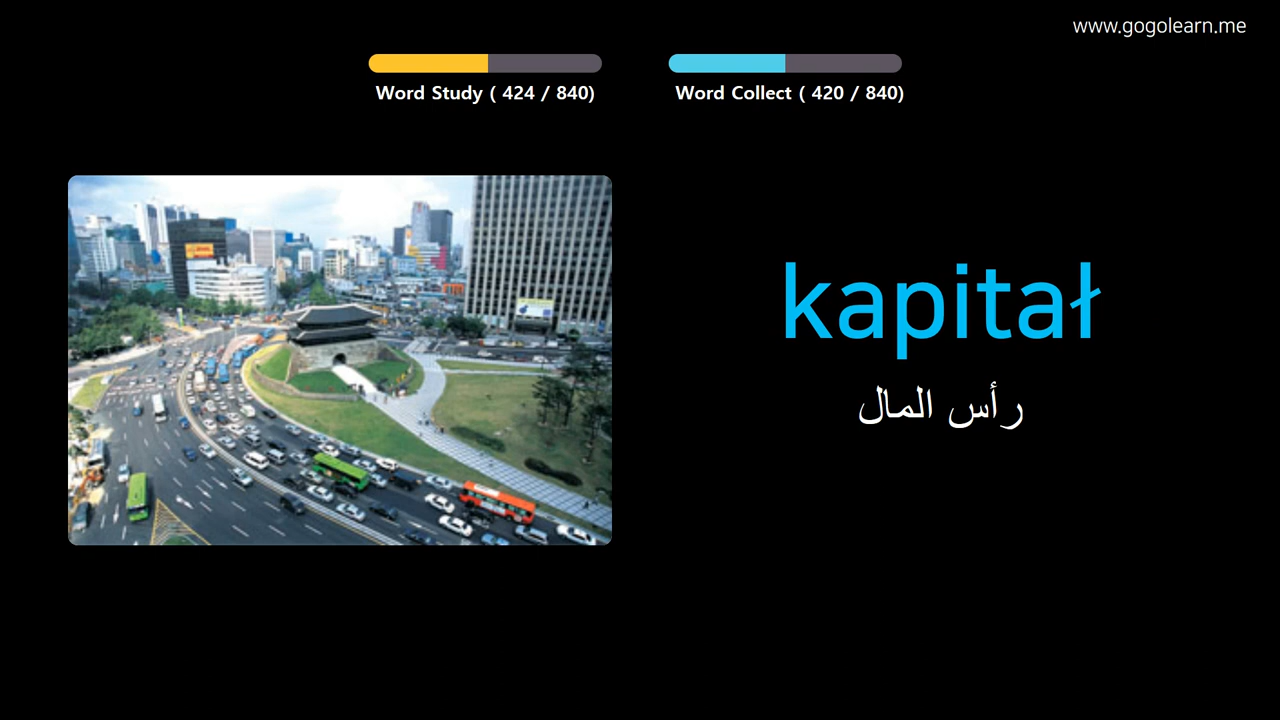 www.gogolearn.me
Word Study ( 424 / 840)
Word Collect ( 420 / 840)
kapitał
رأس المال